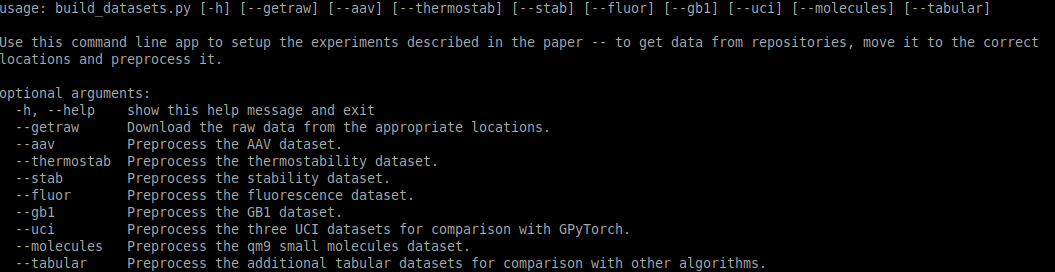 usage: build_datasets.py [-h] [--getraw] [--aav] [--thermostab] [--stab] [--fluor] [--gb1] [--uci] [--molecules] [--tabular]
Use this command line app to setup the experiments described in the paper -- to get data from repositories, move it to the correct
locations and preprocess it.
optional arguments:
-h, --help show this help message and exit
--getraw Download the raw data from the appropriate locations.
--aav Preprocess the AAV dataset.
--thermostab Preprocess the thermostability dataset.
--stab Preprocess the stability dataset.
--fluor Preprocess the fluorescence dataset.
--gb1 Preprocess the GB1 dataset.
--uci Preprocess the three UCI datasets for comparison with GPyTorch.
--molecules Preprocess the qm9 small molecules dataset.
--tabular Preprocess the additional tabular datasets for comparison with other algorithms.